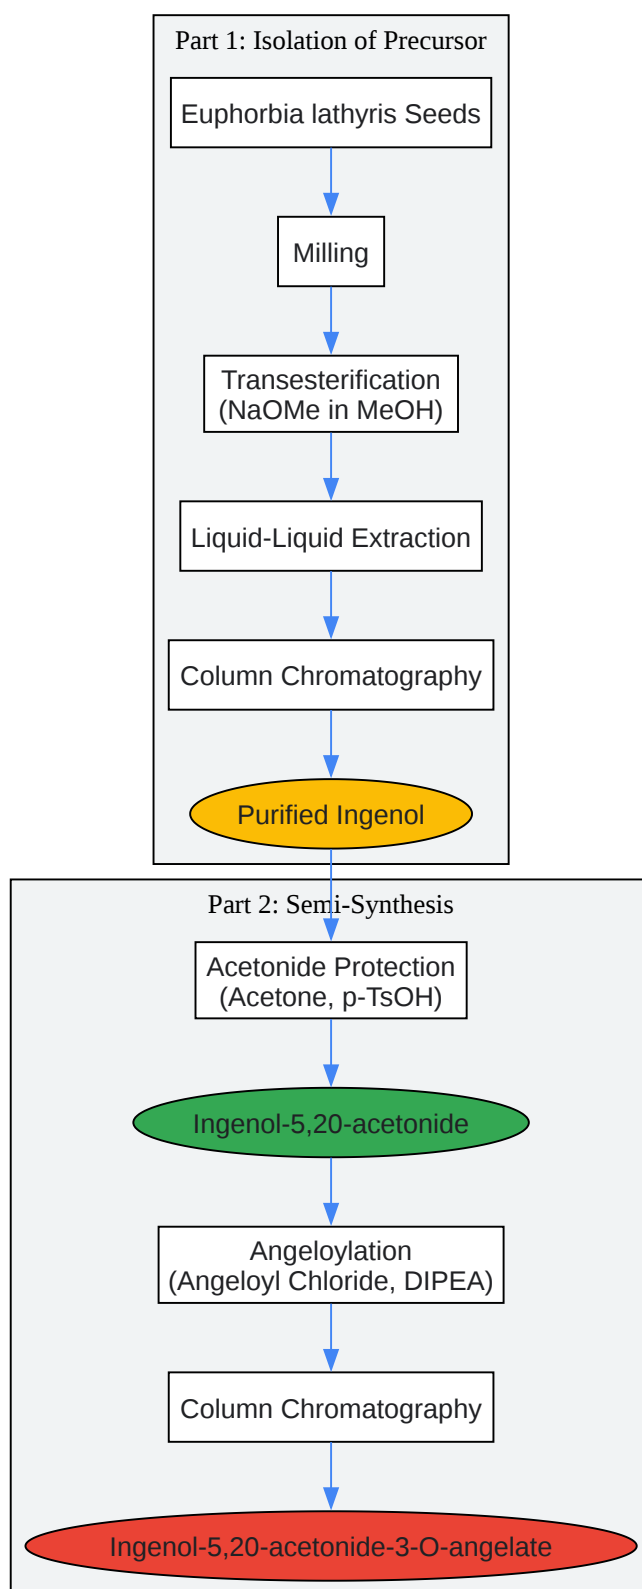 Part 1: Isolation of Precursor
Euphorbia lathyris Seeds
Milling
Transesterification
(NaOMe in MeOH)
Liquid-Liquid Extraction
Column Chromatography
Purified Ingenol
Part 2: Semi-Synthesis
Acetonide Protection
(Acetone, p-TsOH)
Ingenol-5,20-acetonide
Angeloylation
(Angeloyl Chloride, DIPEA)
Column Chromatography
Ingenol-5,20-acetonide-3-O-angelate